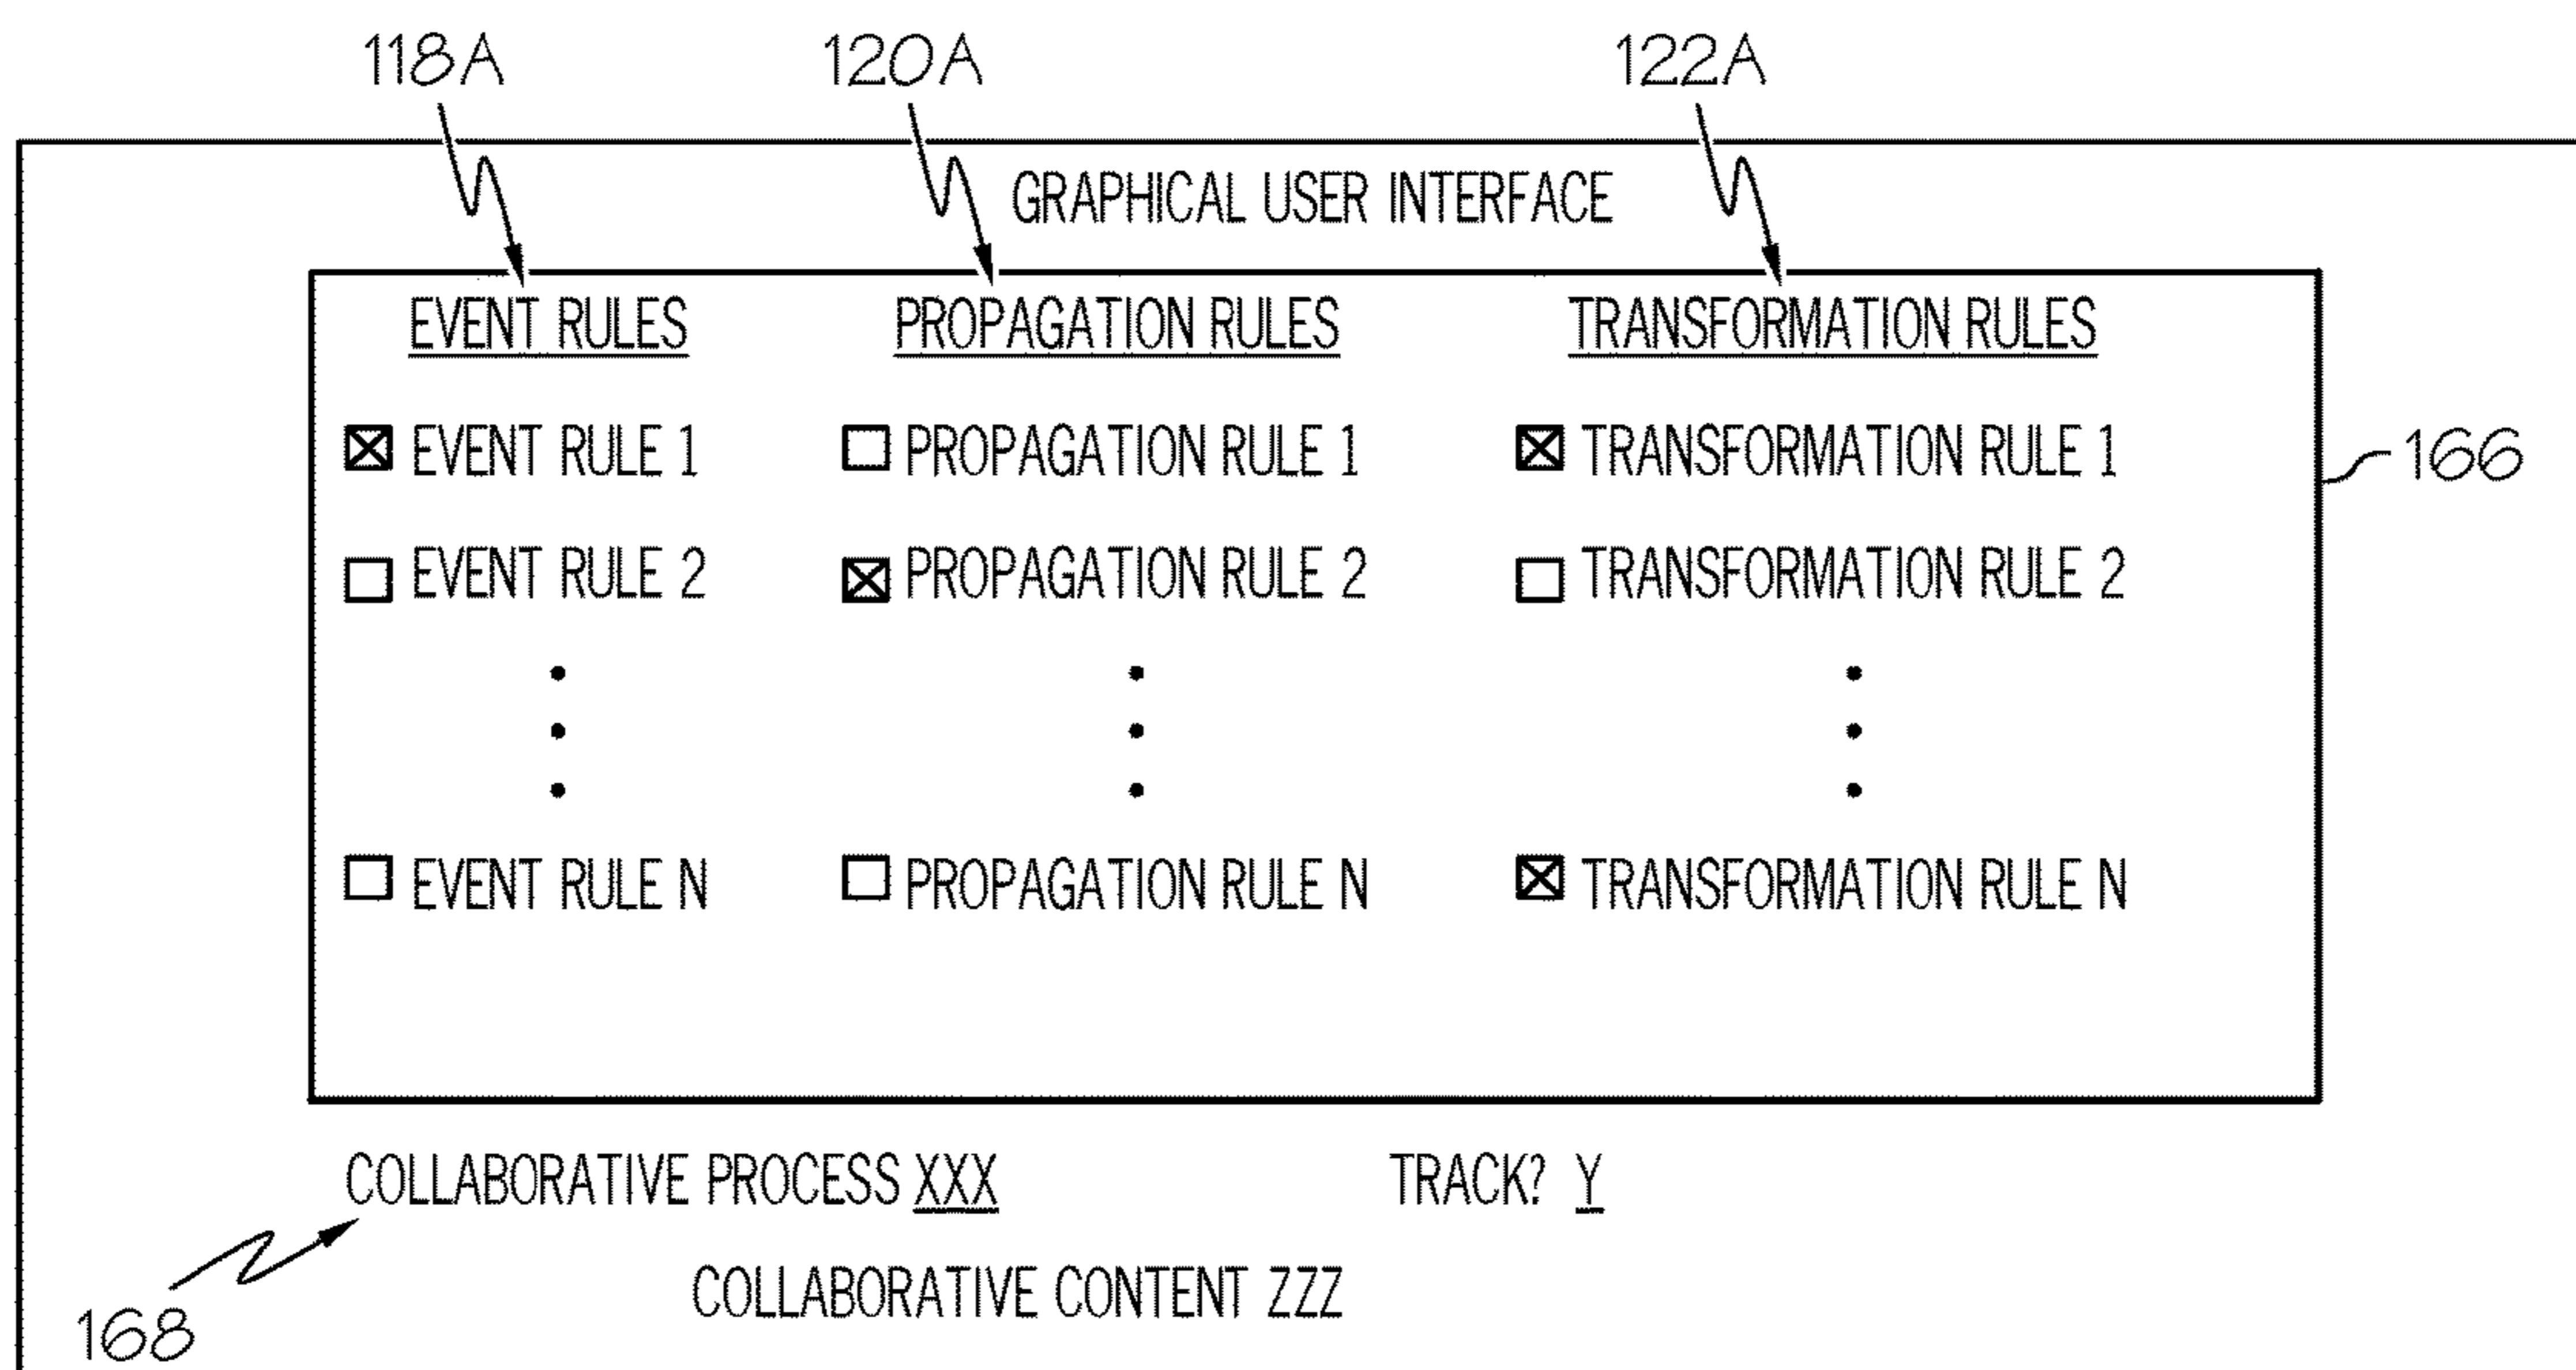 118A 120A 122A
GRAPHICAL USER INTERFACE
EVENT RULES PROPAGATION RULES TRANSFORMATION RULES
EVENT RULE 1 PROPAGATION RULE 1 TRANSFORMATION RULE 1
166
EVENT RULE 2 PROPAGATION RULE 2 TRANSFORMATION RULE 2
EVENT RULE N PROPAGATION RULE N TRANSFORMATION RULE N
COLLABORATIVE PROCESS XXX TRACK? Y
COLLABORATIVE CONTENT ZZZ
168